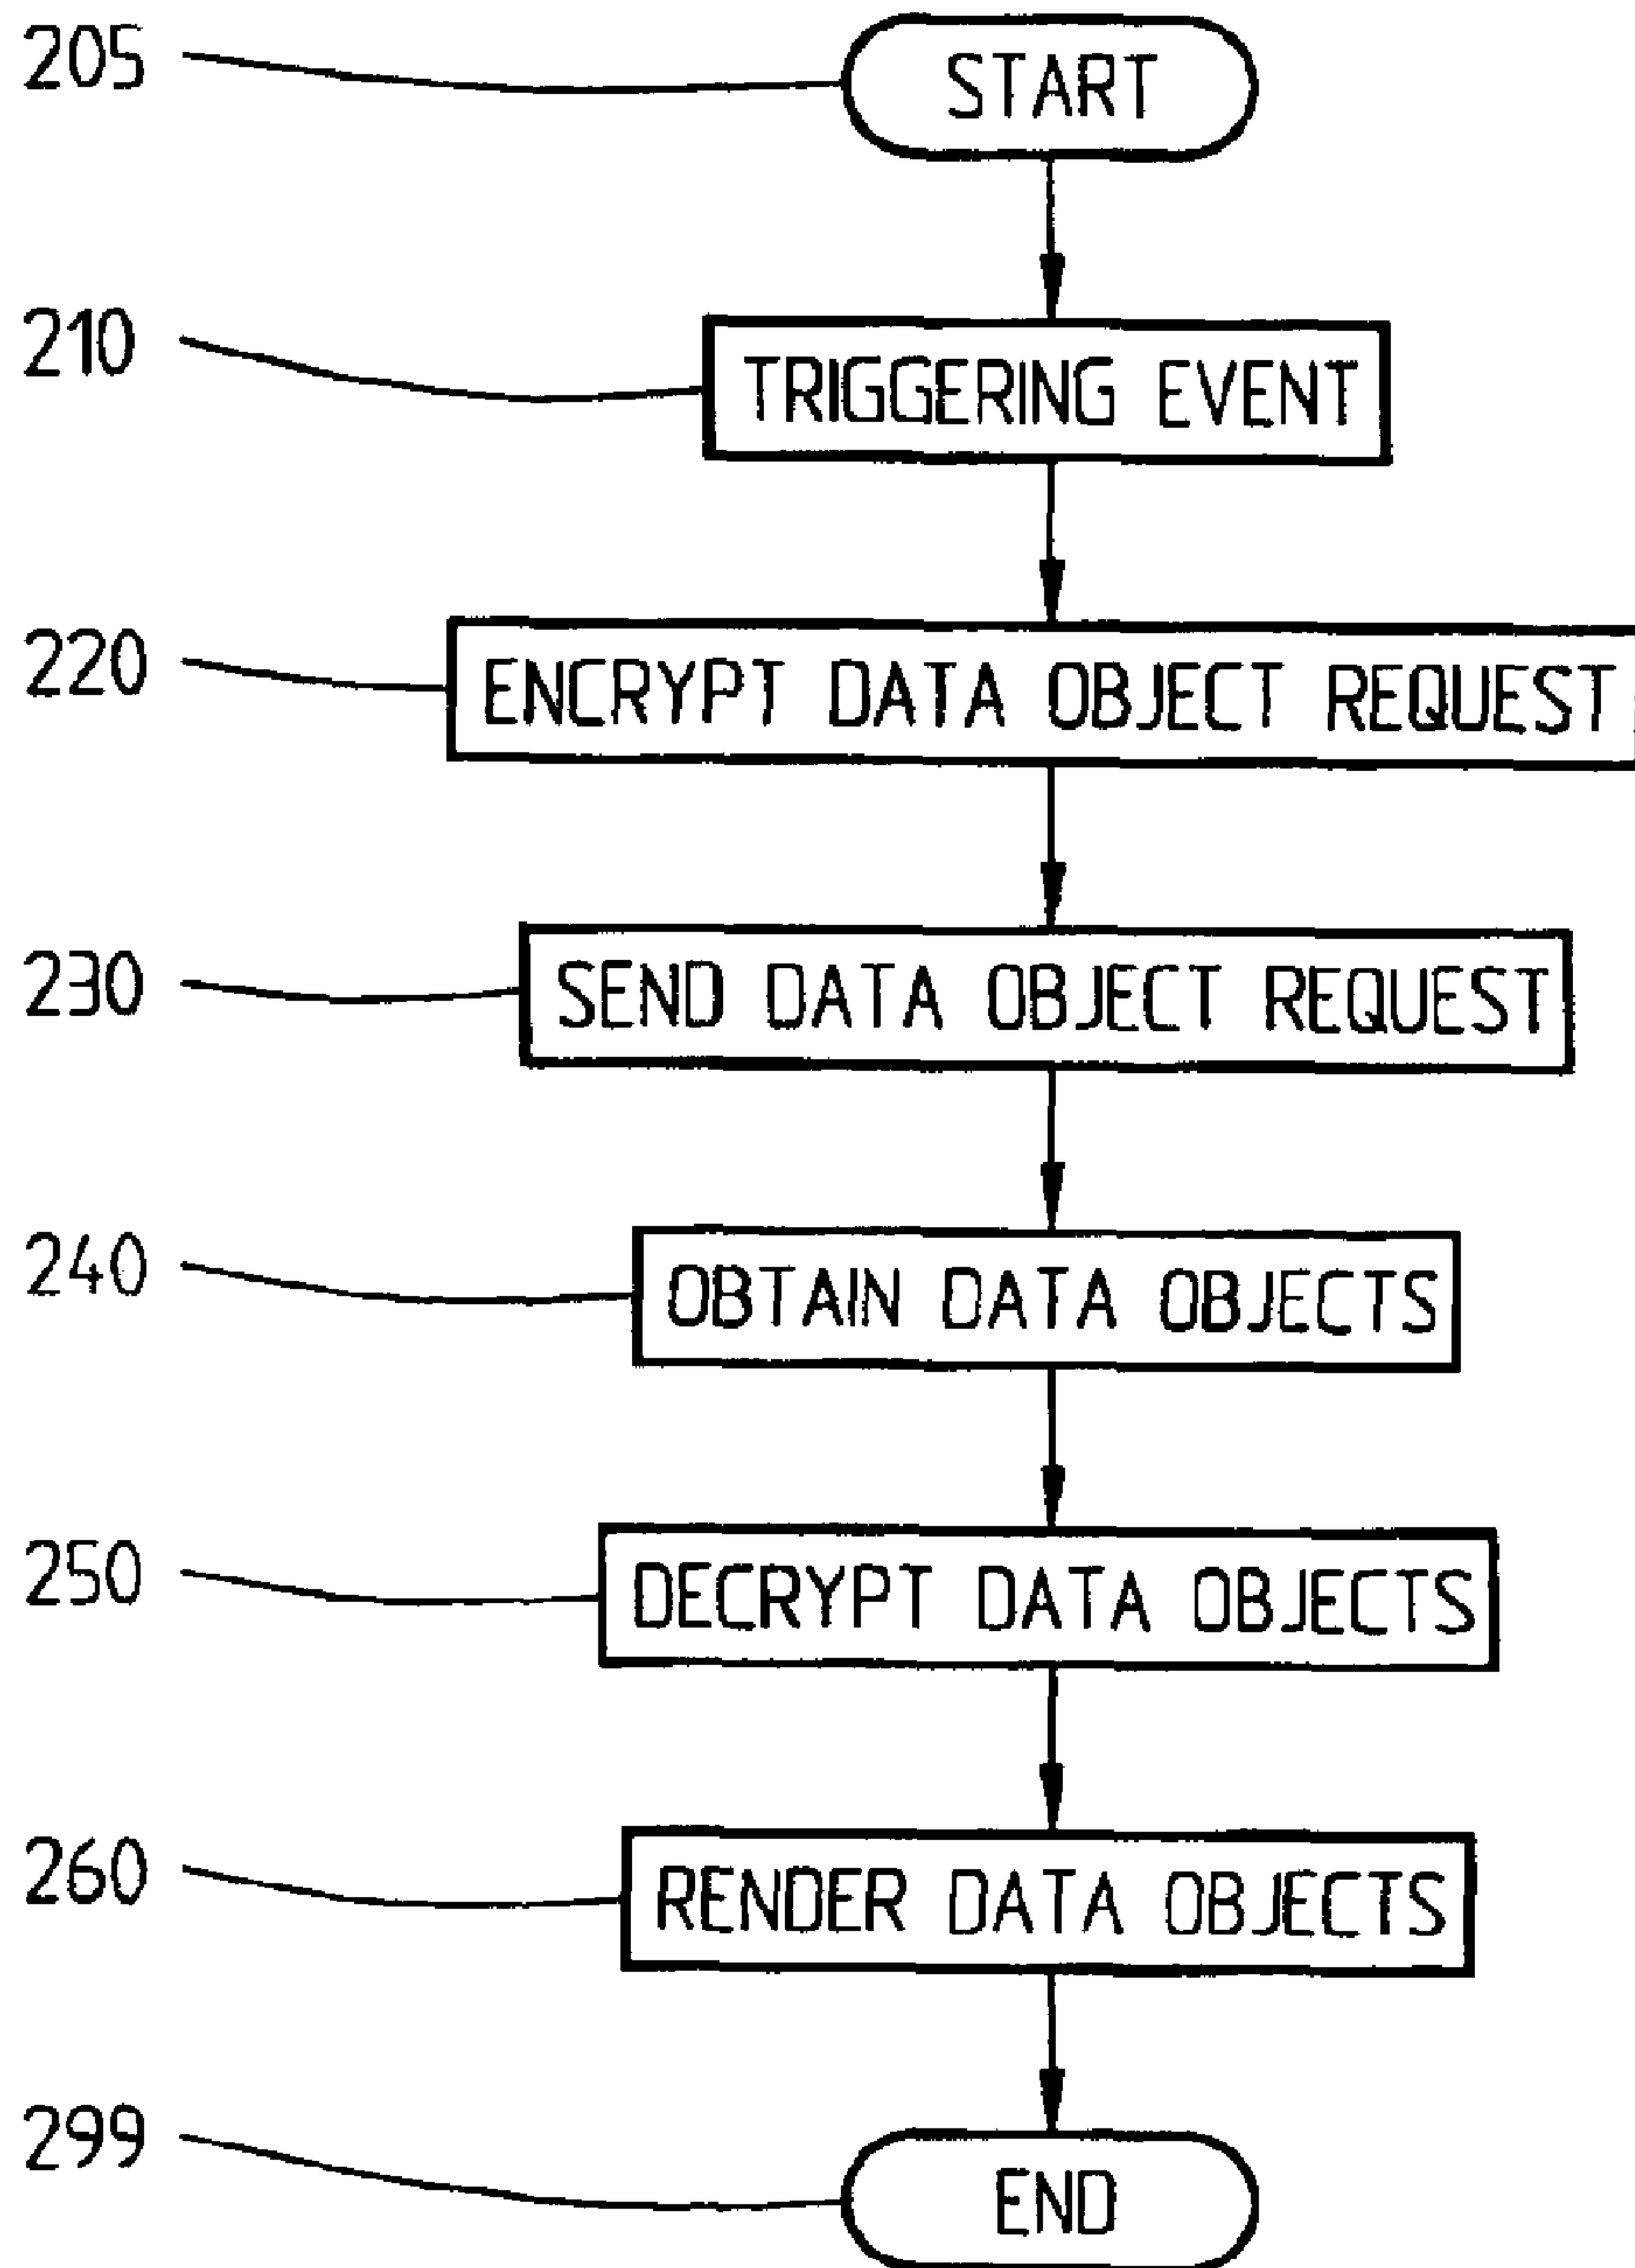 205 START
210 TRIGGERING EVENT
220 ENCRYPT DATA OBJECT REQUEST
230 SEND DATA OBJECT REQUEST
240 OBTAIN DATA OBJECTS
250 DECRYPT DATA OBJECTS
260 RENDER DATA OBJECTS
299 END